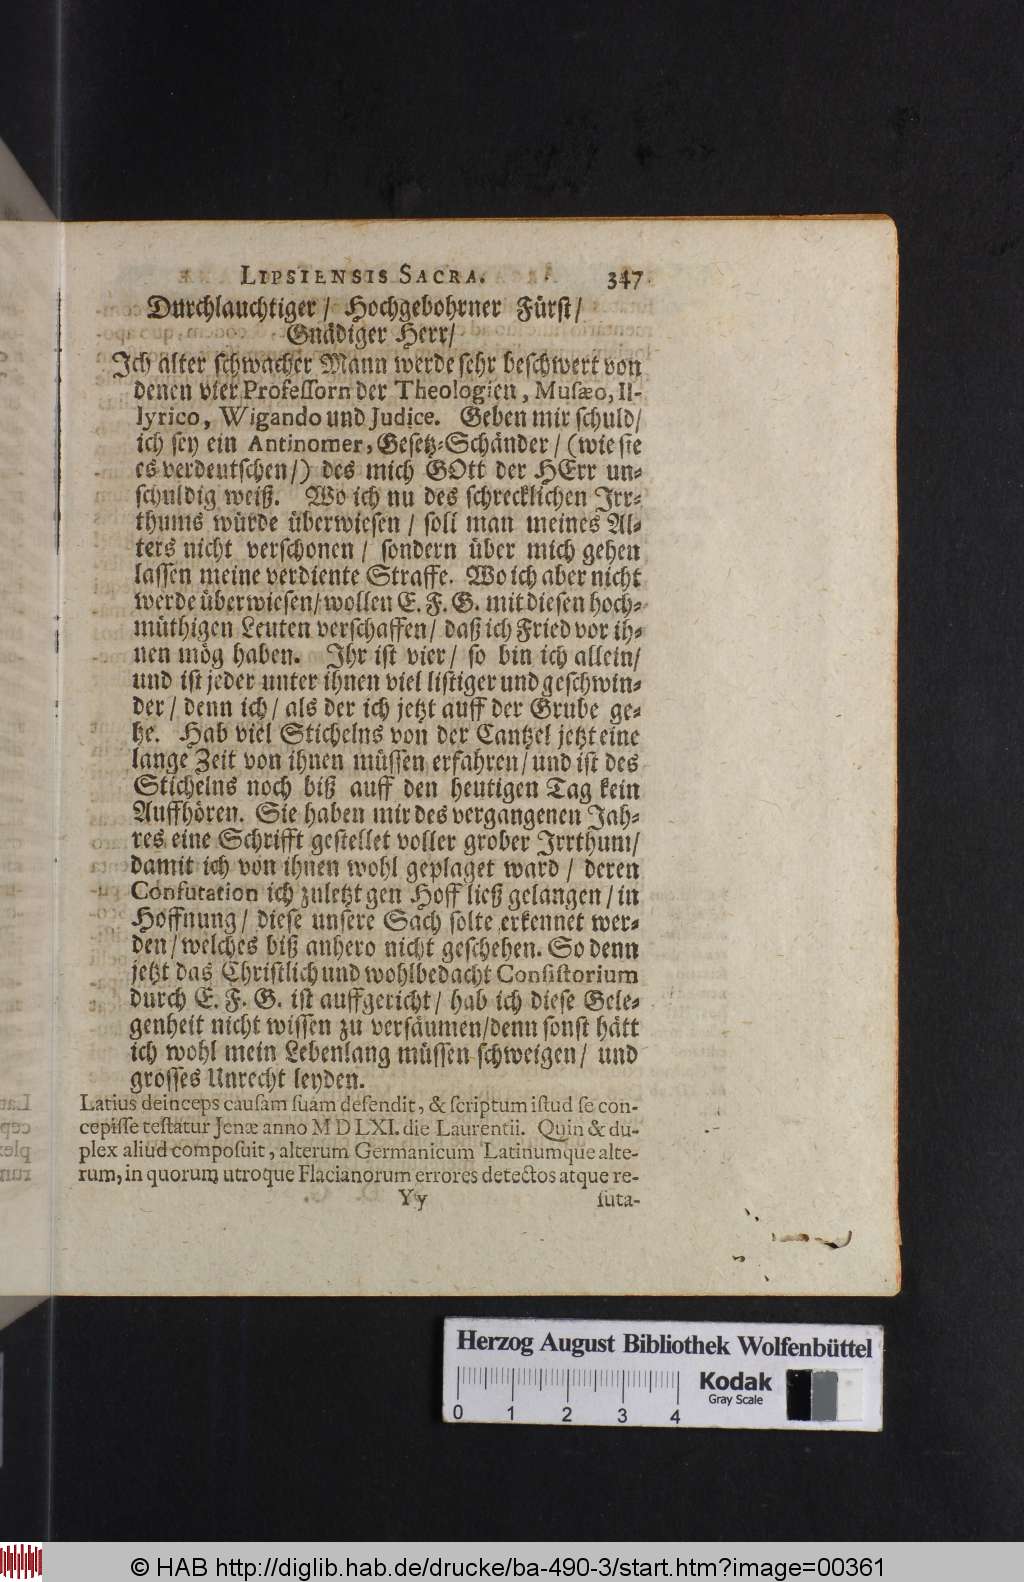 LIPSIENSIS SACRA. 347
Durchlauchtiger / Hochgebohrner Fürst /
Gnädiger Herr /
Ich alter schwacher Mann werde sehr beschwert von
denen vier Professorn der Theologien, Musæo, Il-
lyrico, Wigando und Judice. Geben mir schuld /
ich sey ein Antinomer, Gesetz-Schänder / (wie sie
es verdeutschen /) des mich GOtt der HErr un-
schuldig weiß. Wo ich nu des schrecklichen Irr-
thums würde überwiesen / soll man meines Al-
ters nicht verschonen / sondern über mich gehen
lassen meine verdiente Straffe. Wo ich aber nicht
werde überwiesen / wollen E. F. G. mit diesen hoch-
müthigen Leuten verschaffen / daß ich Fried vor ih-
nen mög haben. Ihr ist vier / so bin ich allein /
und ist jeder unter ihnen viel listiger und geschwin-
der / denn ich / als der ich jetzt auff der Grube ge-
he. Hab viel Stichelns von der Cantzel jetzt eine
lange Zeit von ihnen müssen erfahren / und ist des
Stichelns noch biß auff den heutigen Tag kein
Auffhören. Sie haben mir des vergangenen Jah-
res eine Schrifft gestellet voller grober Irrthum /
damit ich von ihnen wohl geplaget ward / deren
Confutation ich zuletzt gen Hoff ließ gelangen / in
Hoffnung / diese unsere Sach solte erkennet wer-
den / welches biß anhero nicht geschehen. So denn
jetzt das Christlich und wohlbedacht Consistorium
durch E. F. G. ist auffgericht / hab ich diese Gele-
genheit nicht wissen zu versäumen / denn sonst hätt
ich wohl mein Lebenlang müssen schweigen / und
grosses Unrecht leyden.
Latius deinceps causam suam defendit, & scriptum istud se con-
cepisse testatur Jenæ anno MDLXI. die Laurentii. Quin & du-
plex aliud composuit, alterum Germanicum Latinumque alte-
rum, in quorum utroque Flacianorum errores detectos atque re-
Yy futa-
Herzog August Bibliothek Wolfenbüttel
Kodak
Gray Scale
0 1 2 3 4
© HAB http://diglib.hab.de/drucke/ba-490-3/start.htm?image=00361